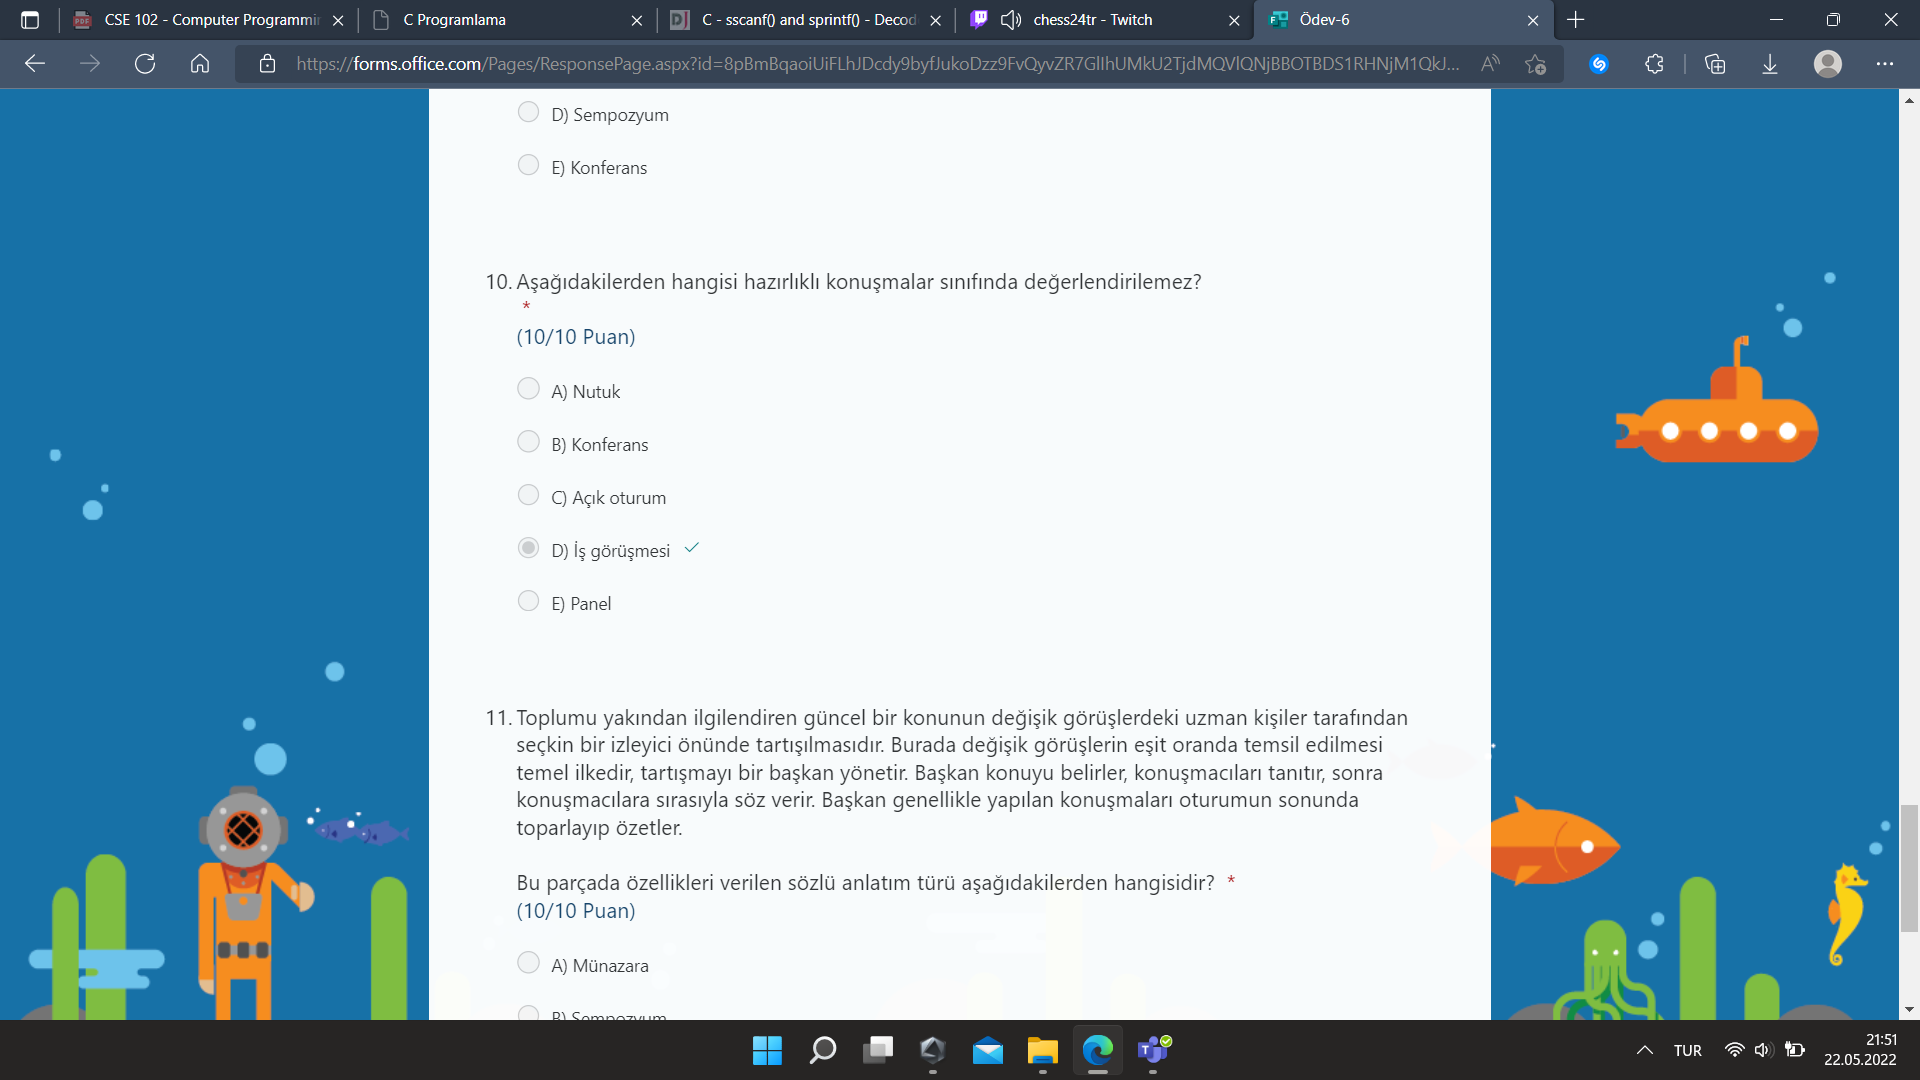 CSE 102 - Computer Programmin
C Programlama
C - sscanf() and sprintf() - Decod
chess24tr - Twitch
Ödev-6
https://forms.office.com/Pages/ResponsePage.aspx?id=8pBmBqaoiUiFLhJDcdy9byfJukoDzz9FvQyvZR7GlIhUMkU2TjdMQVlQNjBBOTBDS1RHNjM1QkJ...
D) Sempozyum
E) Konferans
10. Aşağıdakilerden hangisi hazırlıklı konuşmalar sınıfında değerlendirilemez?
*
(10/10 Puan)
A) Nutuk
B) Konferans
C) Açık oturum
D) İş görüşmesi
E) Panel
11. Toplumu yakından ilgilendiren güncel bir konunun değişik görüşlerdeki uzman kişiler tarafından
seçkin bir izleyici önünde tartışılmasıdır. Burada değişik görüşlerin eşit oranda temsil edilmesi
temel ilkedir, tartışmayı bir başkan yönetir. Başkan konuyu belirler, konuşmacıları tanıtır, sonra
konuşmacılara sırasıyla söz verir. Başkan genellikle yapılan konuşmaları oturumun sonunda
toparlayıp özetler.
Bu parçada özellikleri verilen sözlü anlatım türü aşağıdakilerden hangisidir? *
(10/10 Puan)
A) Münazara
B) Sempozyum
TUR
21:51
22.05.2022